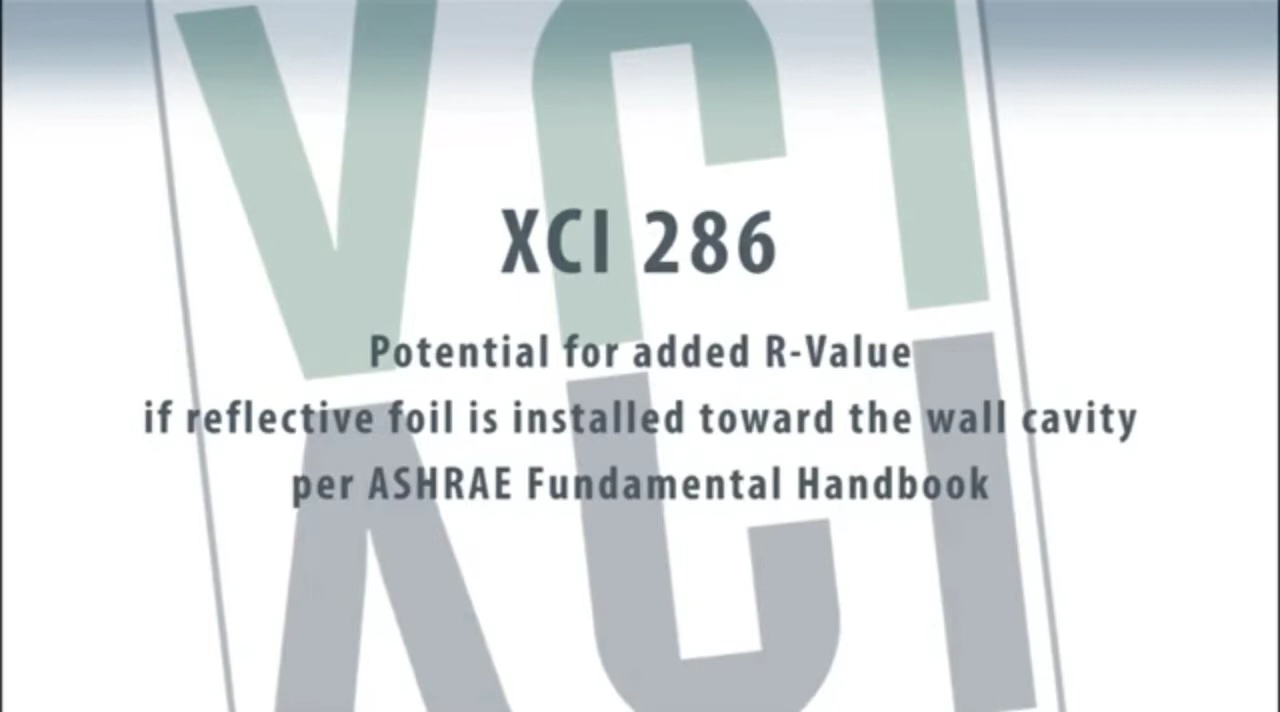 XCI
XCI 286
Potential for added R-Value
if reflective foil is installed toward the wall cavity
per ASHRAE Fundamental Handbook